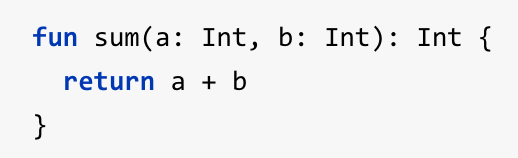 fun sum(a: Int, b: Int): Int {
  return a + b
}